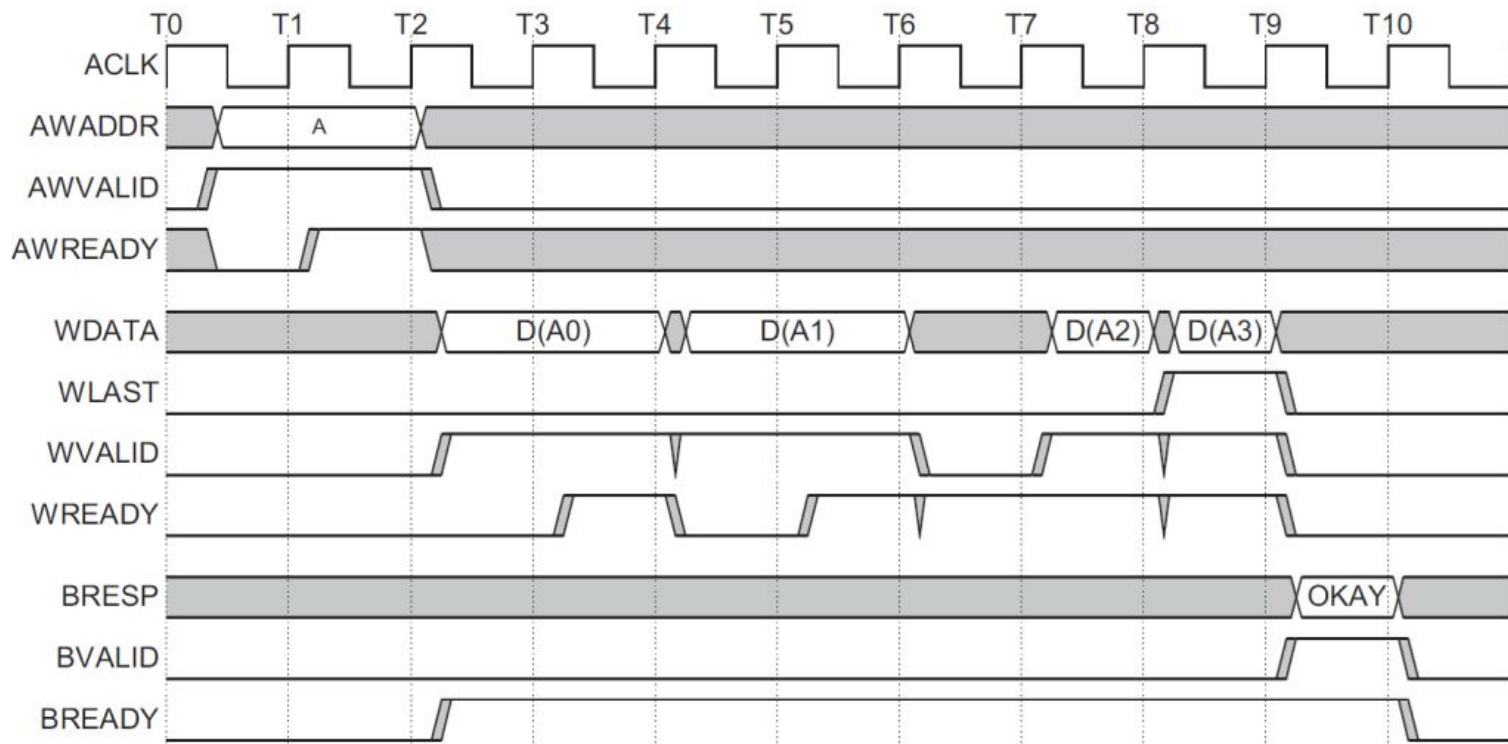 T0 T1 T2 T3 T4 T5 T6 T7 T8 T9 T10
ACLK
AWADDR A
AWVALID
AWREADY
WDATA D(A0) D(A1) D(A2) D(A3)
WLAST
WVALID
WREADY
BRESP OKAY
BVALID
BREADY